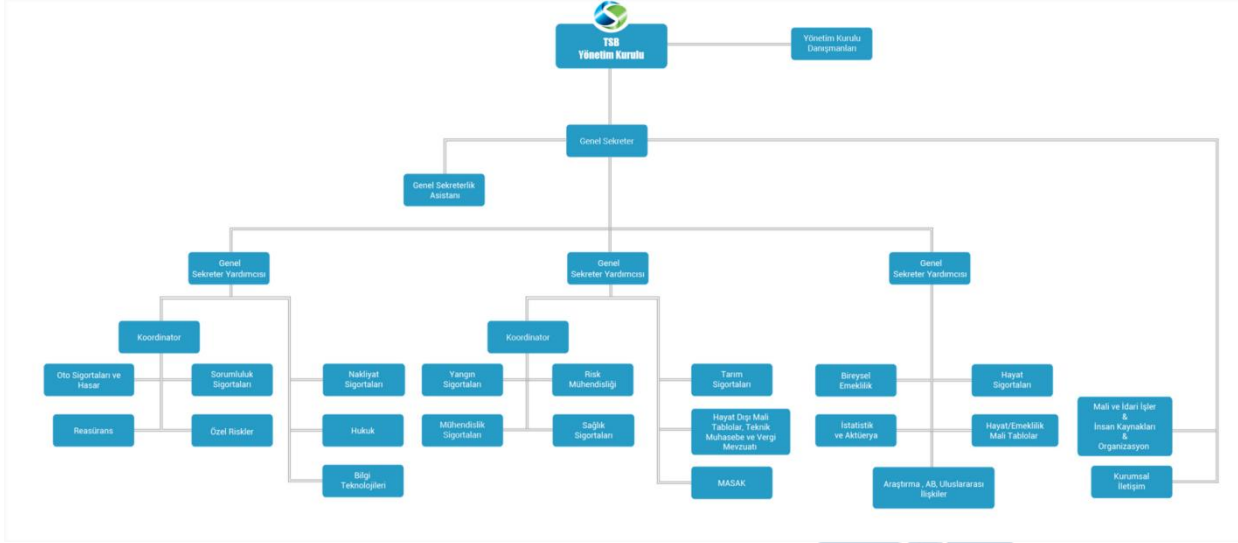 TSB
Yönetim Kurulu
Yönetim Kurulu
Danışmanları
Genel Sekreter
Genel Sekreterlik
Asistanı
Genel
Sekreter Yardımcısı
Genel
Sekreter Yardımcısı
Genel
Sekreter Yardımcısı
Koordinator
Koordinator
Oto Sigortaları ve
Hasar
Sorumluluk
Sigortaları
Nakliyat
Sigortaları
Yangın
Sigortaları
Risk
Mühendisliği
Tarım
Sigortaları
Bireysel
Emeklilik
Hayat
Sigortaları
Reasürans
Özel Riskler
Hukuk
Mühendislik
Sigortaları
Sağlık
Sigortaları
Hayat Dışı Mali
Tablolar, Teknik
Muhasebe ve Vergi
Mevzuatı
İstatistik
ve Aktüerya
Hayat/Emeklilik
Mali Tablolar
Mali ve İdari İşler
&
İnsan Kaynakları
&
Organizasyon
Bilgi
Teknolojileri
MASAK
Araştırma , AB, Uluslararası
İlişkiler
Kurumsal
İletişim